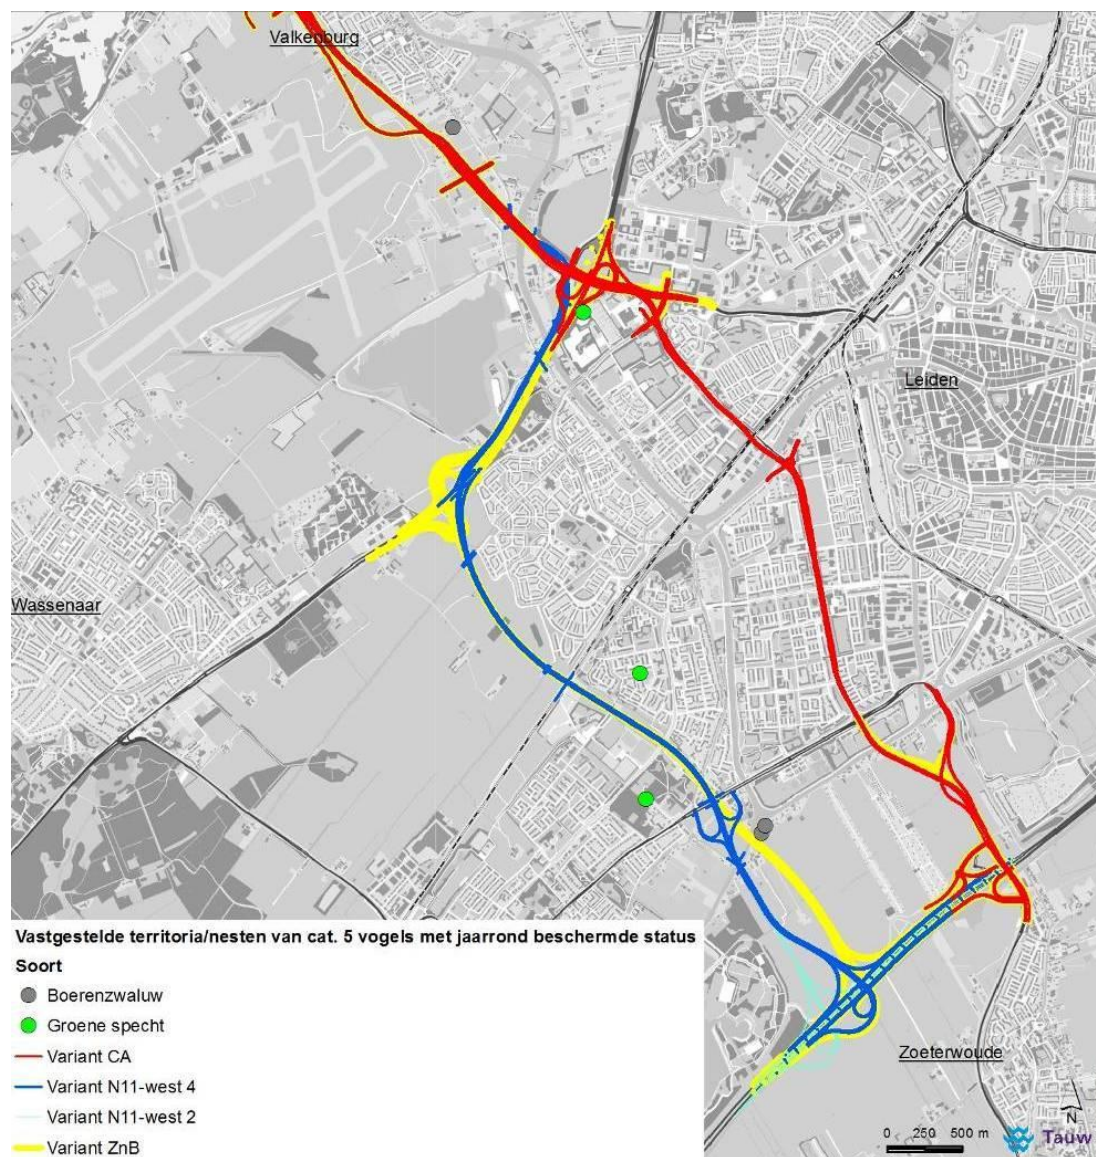 Valkenburg
Leiden
Wassenaar
Vastgestelde territoria/nesten van cat. 5 vogels met jaarrond beschermde status
Soort
Boerenzwaluw
Groene specht
Variant CA
Variant N11-west 4
Variant N11-west 2
Variant ZnB
Zoeterwoude
0 250 500 m
N
Tauw